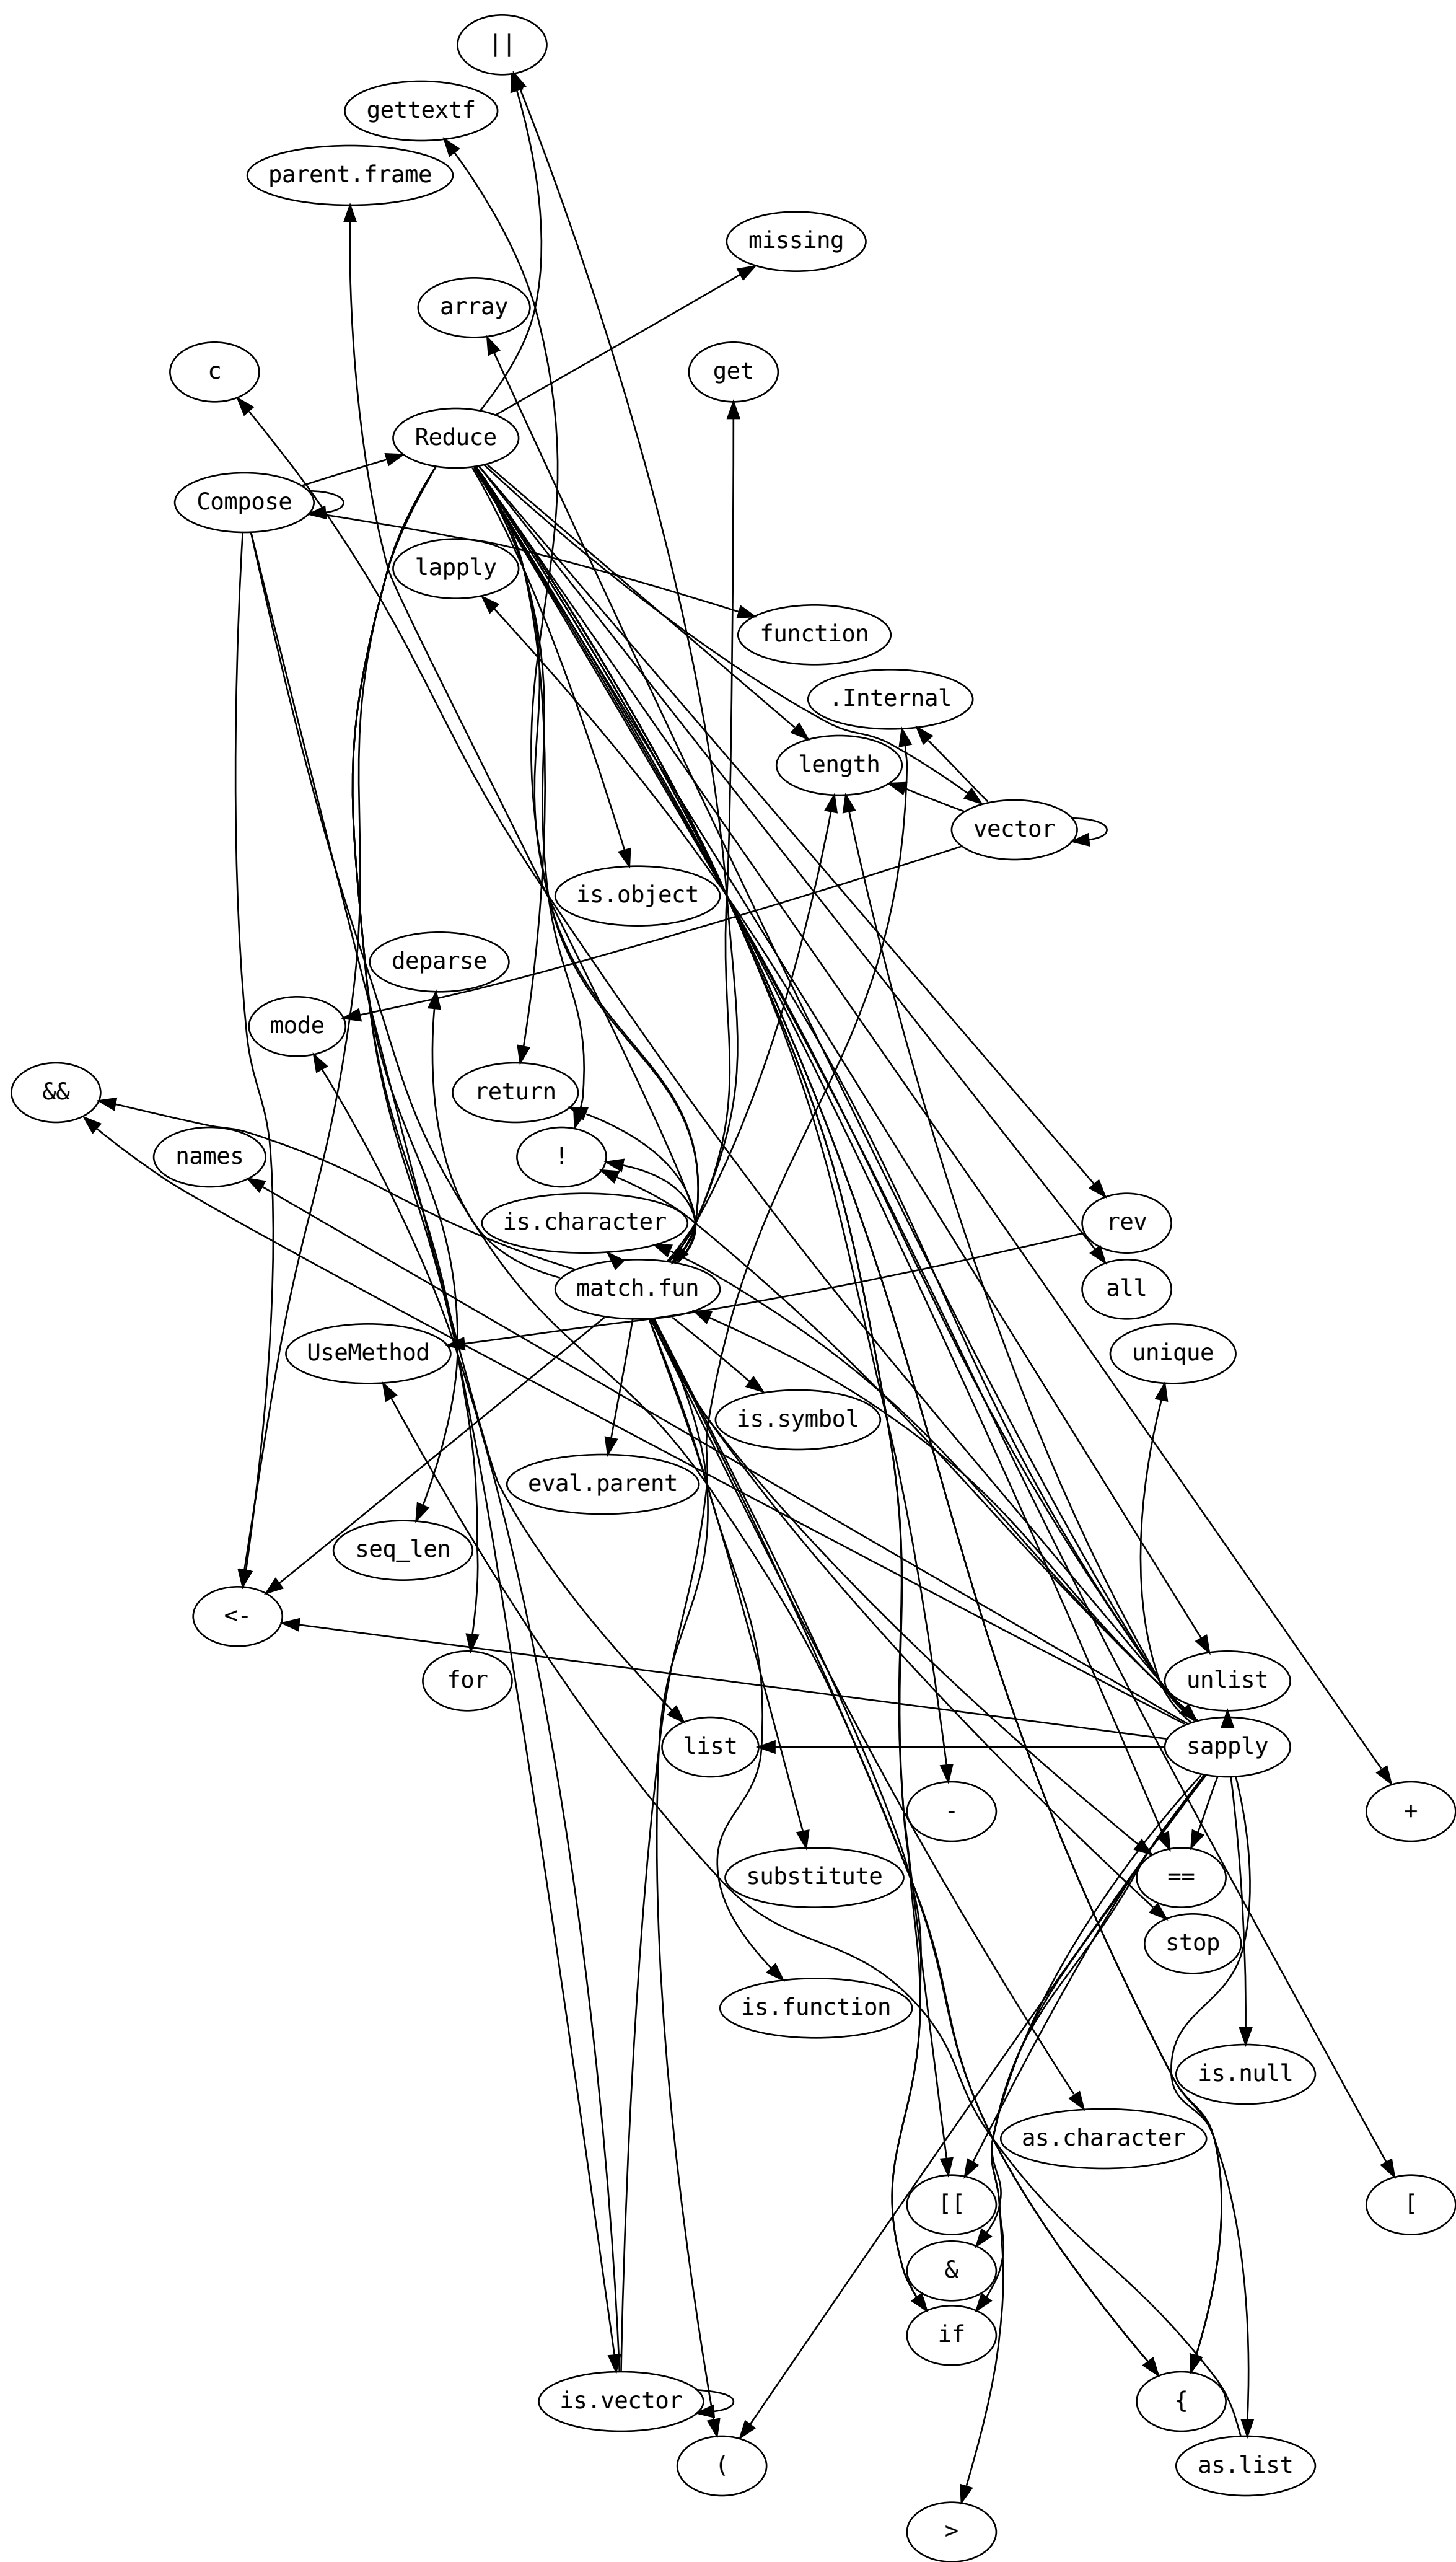 ||
gettextf
parent.frame
missing
array
c
get
Reduce
Compose
lapply
function
.Internal
length
vector
is.object
deparse
mode
&&
return
names
!
is.character
rev
match.fun
all
UseMethod
unique
is.symbol
eval.parent
seq_len
<-
for
unlist
list
sapply
-
+
substitute
==
stop
is.function
is.null
as.character
[[
[
&
if
is.vector
{
(
as.list
>